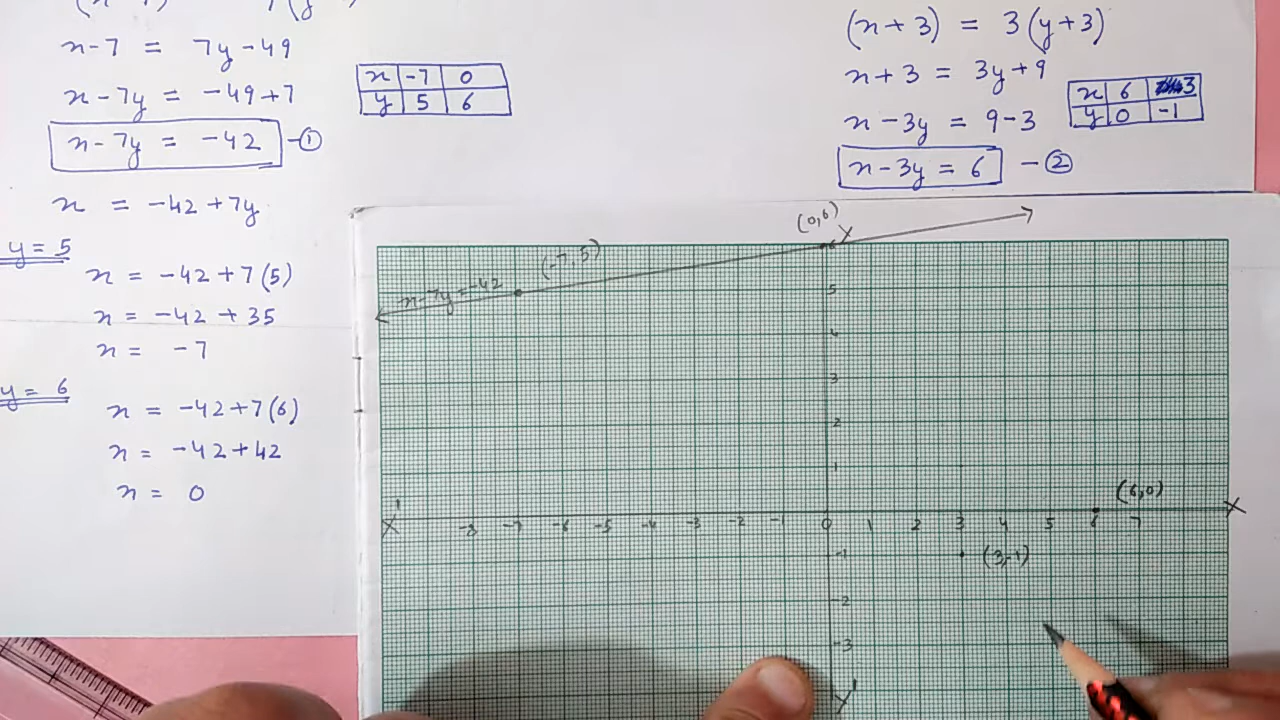 n-7 = 7y-49
n-7y = -49+7
n-7y = -42 -①
n = -42+7y
y = 5
n = -42+7(5)
n = -42+35
n = -7
y = 6
n = -42+7(6)
n = -42+42
n = 0
n -7 0
y 5 6
(n+3) = 3(y+3)
n+3 = 3y+9
n-3y = 9-3
n-3y = 6 -②
n 6 3
y 0 -1
(0,6)
Y
6
(-7,5)
n-7y=-42
5
4
3
2
1
(6,0)
X' -8 -7 -6 -5 -4 -3 -2 -1 0 1 2 3 4 5 6 7 X
-1 (3,-1)
-2
-3
Y'